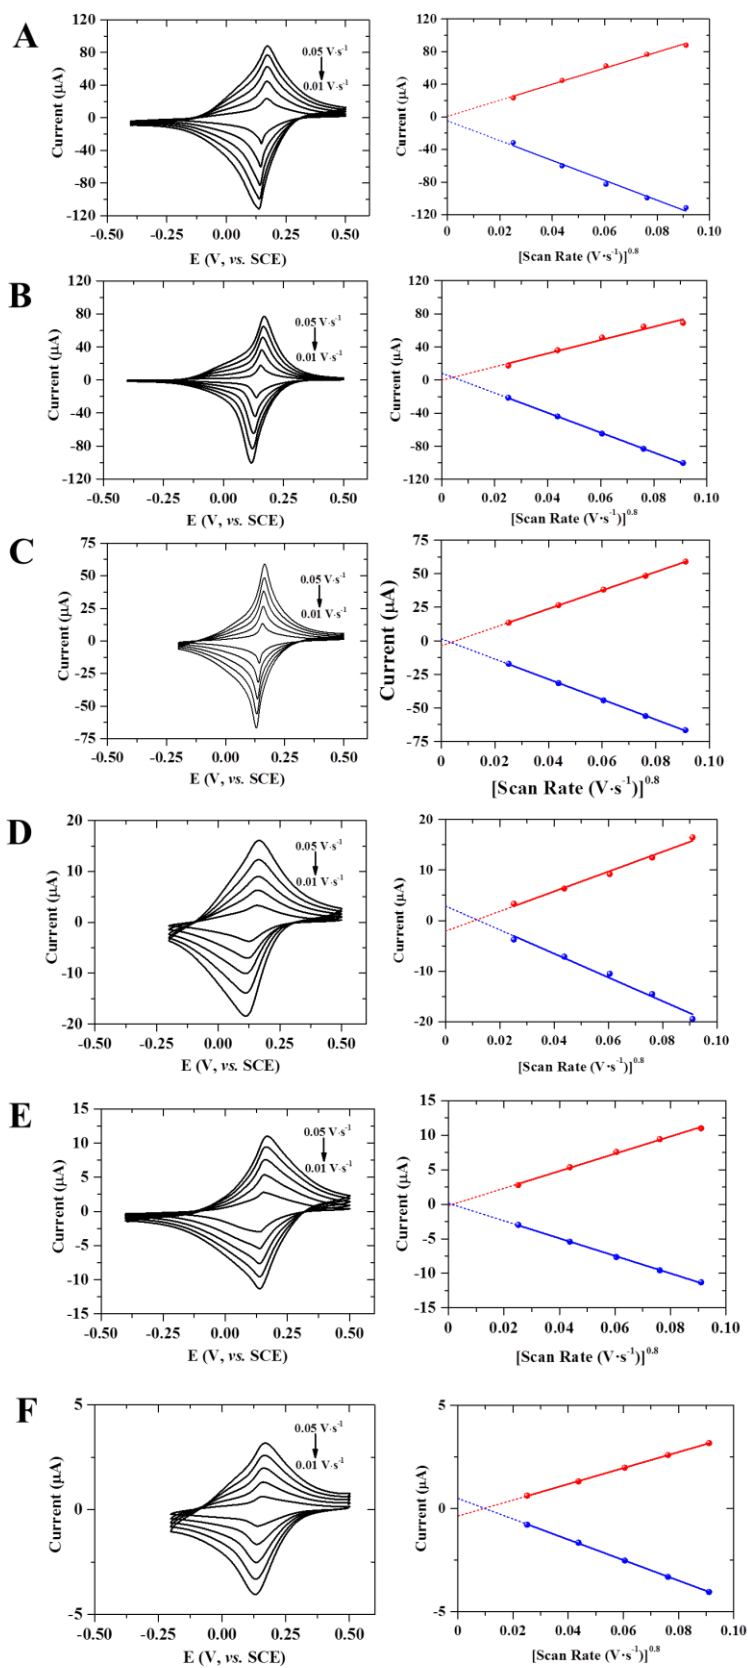 A
Current (μA)
120
80
40
0
-40
-80
-120
0.05 V·s⁻¹
0.01 V·s⁻¹
-0.50 -0.25 0.00 0.25 0.50
E (V, vs. SCE)
Current (μA)
120
80
40
0
-40
-80
-120
0 0.02 0.04 0.06 0.08 0.10
[Scan Rate (V·s⁻¹)]⁰·⁸
B
Current (μA)
120
80
40
0
-40
-80
-120
0.05 V·s⁻¹
0.01 V·s⁻¹
-0.50 -0.25 0.00 0.25 0.50
E (V, vs. SCE)
Current (μA)
120
80
40
0
-40
-80
-120
0 0.02 0.04 0.06 0.08 0.10
[Scan Rate (V·s⁻¹)]⁰·⁸
C
Current (μA)
75
50
25
0
-25
-50
-75
0.05 V·s⁻¹
0.01 V·s⁻¹
-0.50 -0.25 0.00 0.25 0.50
E (V, vs. SCE)
Current (μA)
75
50
25
0
-25
-50
-75
0 0.02 0.04 0.06 0.08 0.10
[Scan Rate (V·s⁻¹)]⁰·⁸
D
Current (μA)
20
10
0
-10
-20
0.05 V·s⁻¹
0.01 V·s⁻¹
-0.50 -0.25 0.00 0.25 0.50
E (V, vs. SCE)
Current (μA)
20
10
0
-10
-20
0 0.02 0.04 0.06 0.08 0.10
[Scan Rate (V·s⁻¹)]⁰·⁸
E
Current (μA)
15
10
5
0
-5
-10
-15
0.05 V·s⁻¹
0.01 V·s⁻¹
-0.50 -0.25 0.00 0.25 0.50
E (V, vs. SCE)
Current (μA)
15
10
5
0
-5
-10
-15
0 0.02 0.04 0.06 0.08 0.10
[Scan Rate (V·s⁻¹)]⁰·⁸
F
Current (μA)
5
0
-5
0.05 V·s⁻¹
0.01 V·s⁻¹
-0.50 -0.25 0.00 0.25 0.50
E (V, vs. SCE)
Current (μA)
5
0
-5
0 0.02 0.04 0.06 0.08 0.10
[Scan Rate (V·s⁻¹)]⁰·⁸